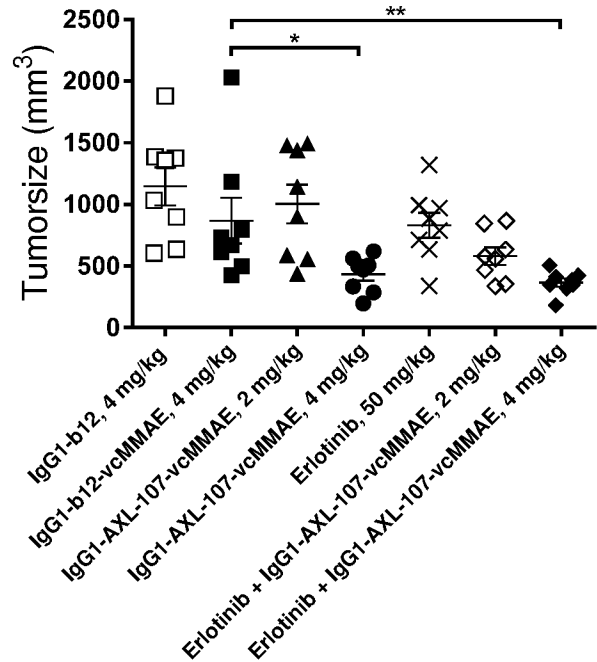 2500
2000
1500
1000
500
0
Tumorsize (mm³)
**
*
IgG1-b12, 4 mg/kg
IgG1-b12-vcMMAE, 4 mg/kg
IgG1-AXL-107-vcMMAE, 2 mg/kg
IgG1-AXL-107-vcMMAE, 4 mg/kg
Erlotinib, 50 mg/kg
Erlotinib + IgG1-AXL-107-vcMMAE, 2 mg/kg
Erlotinib + IgG1-AXL-107-vcMMAE, 4 mg/kg